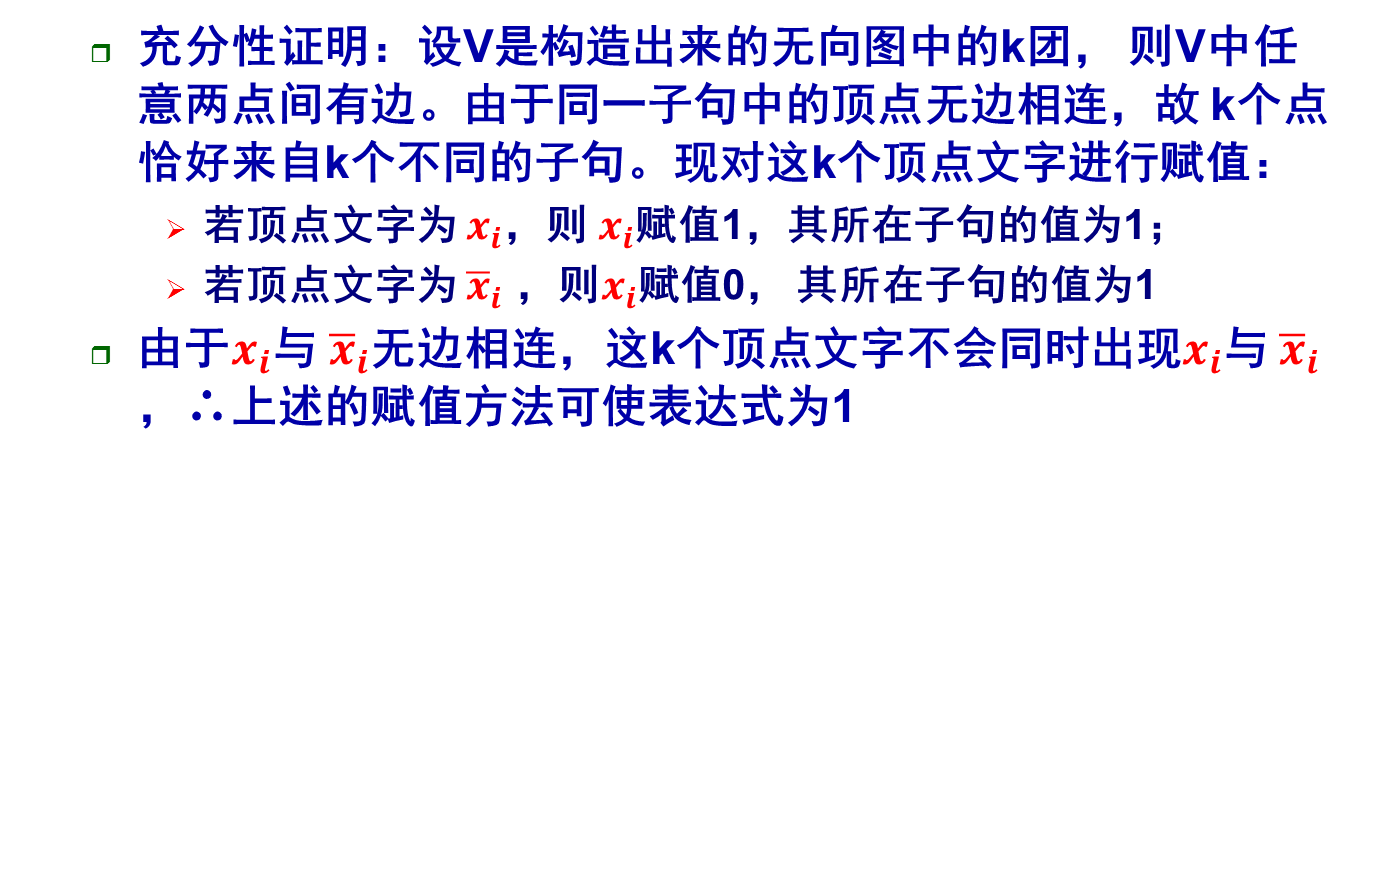 充分性证明：设V是构造出来的无向图中的k团， 则V中任
意两点间有边。由于同一子句中的顶点无边相连，故 k个点
恰好来自k个不同的子句。现对这k个顶点文字进行赋值：
若顶点文字为 xᵢ，则 xᵢ赋值1，其所在子句的值为1；
若顶点文字为 x̅ᵢ ，则xᵢ赋值0， 其所在子句的值为1
由于xᵢ与 x̅ᵢ无边相连，这k个顶点文字不会同时出现xᵢ与 x̅ᵢ
，∴上述的赋值方法可使表达式为1